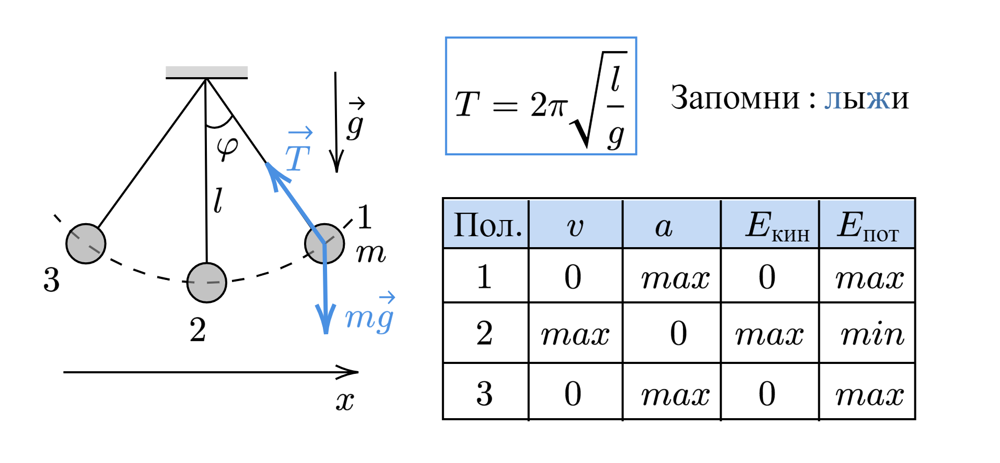 T = 2π√(l/g)
Запомни : лыжи
g⃗
T⃗
φ
l
1
m
3
2
mg⃗
x
Пол. v a Eкин Eпот
1 0 max 0 max
2 max 0 max min
3 0 max 0 max